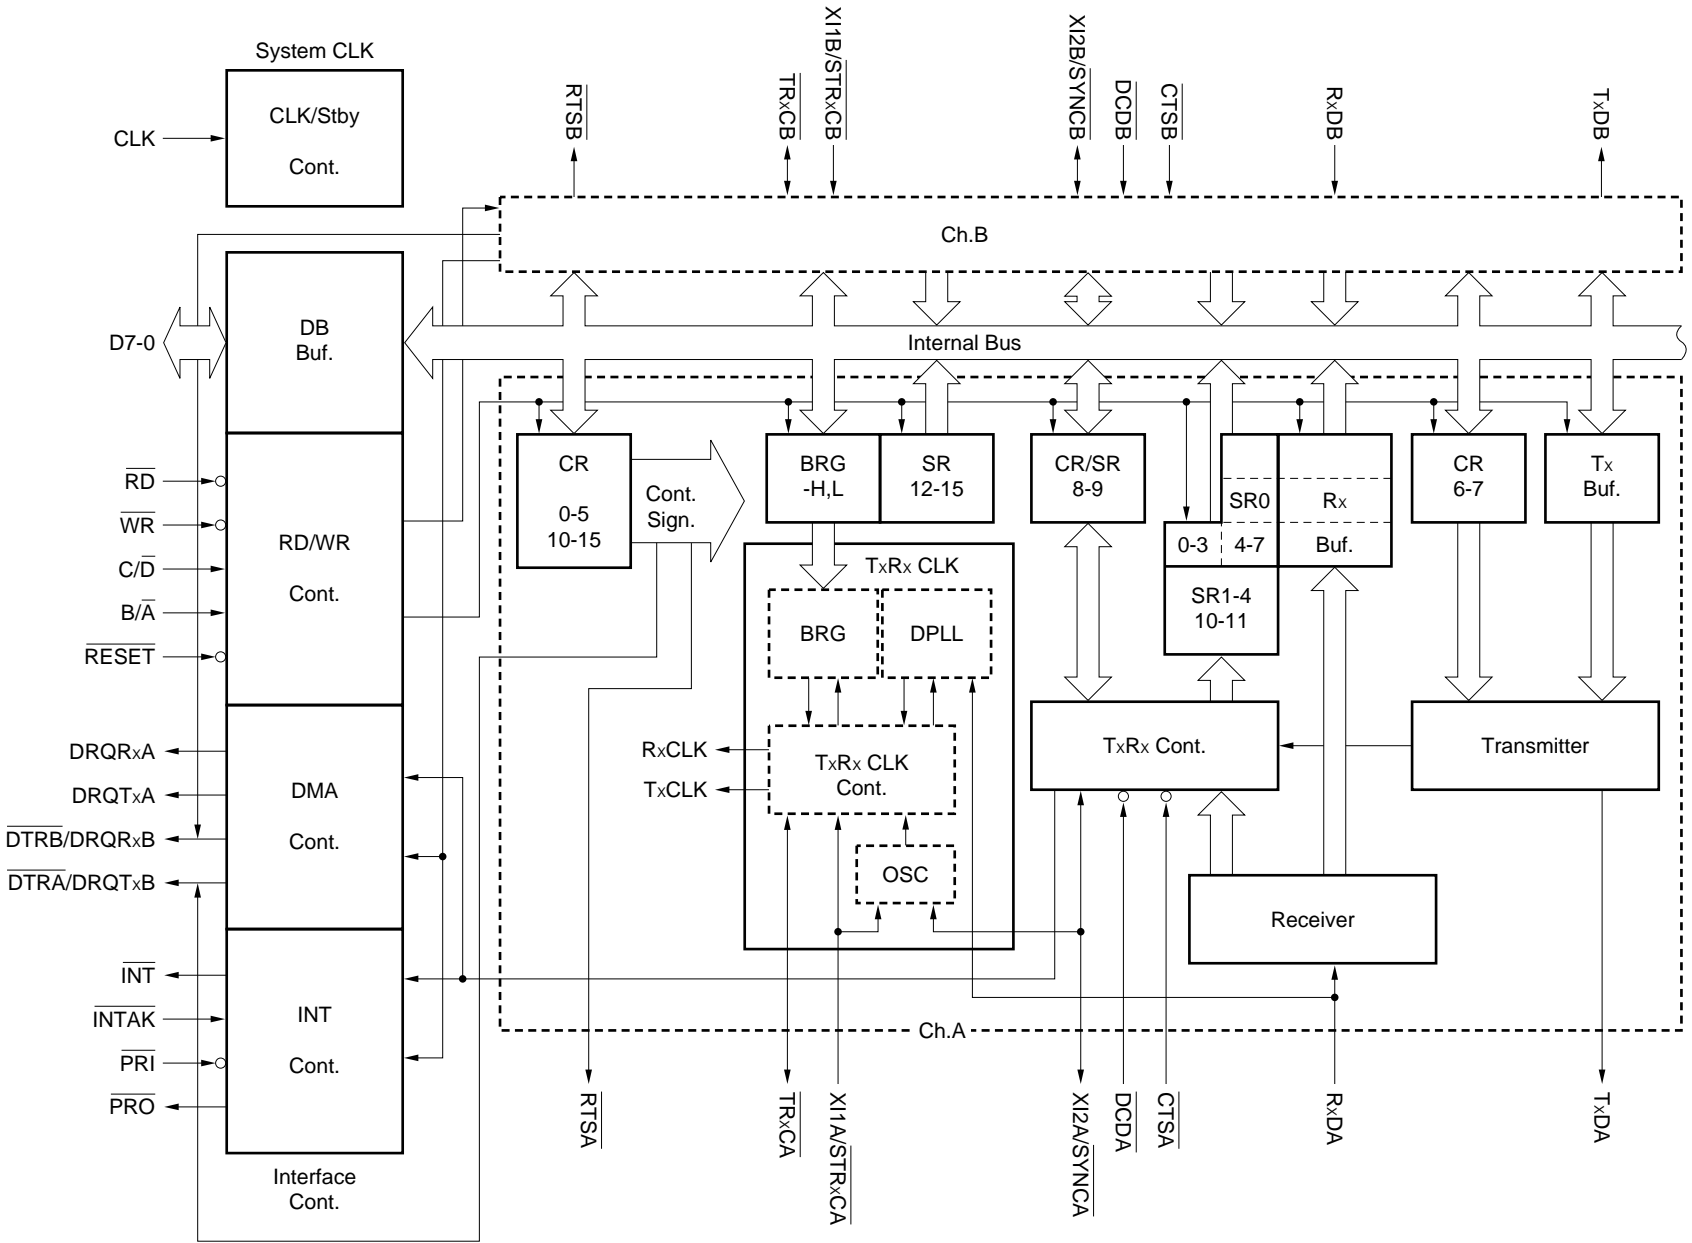 System CLK
CLK/Stby
Cont.
CLK
RTSB
TRxCB
XI1B/STRxCB
XI2B/SYNCB
DCDB
CTSB
RxDB
TxDB
Ch.B
D7-0
DB
Buf.
Internal Bus
RD
WR
C/D
B/A
RESET
RD/WR
Cont.
CR
0-5
10-15
Cont.
Sign.
BRG
-H,L
SR
12-15
CR/SR
8-9
SR0
Rx
0-3
4-7
Buf.
SR1-4
10-11
CR
6-7
Tx
Buf.
TxRx CLK
BRG
DPLL
RxCLK
TxCLK
TxRx CLK
Cont.
OSC
TxRx Cont.
Transmitter
Receiver
DRQRxA
DRQTxA
DTRB/DRQRxB
DTRA/DRQTxB
DMA
Cont.
INT
INTAK
PRI
PRO
INT
Cont.
Ch.A
Interface
Cont.
RTSA
TRxCA
XI1A/STRxCA
XI2A/SYNCA
DCDA
CTSA
RxDA
TxDA